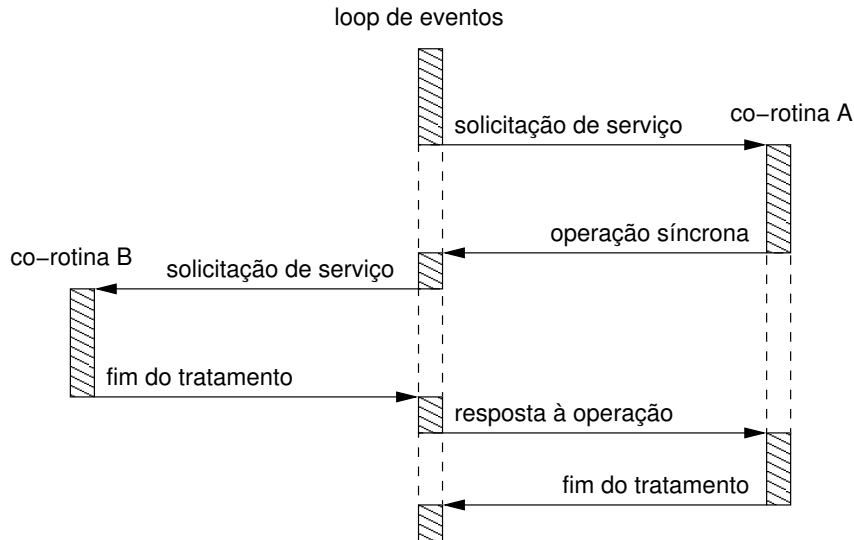 loop de eventos
co−rotina A
solicitação de serviço
operação síncrona
co−rotina B
solicitação de serviço
fim do tratamento
resposta à operação
fim do tratamento